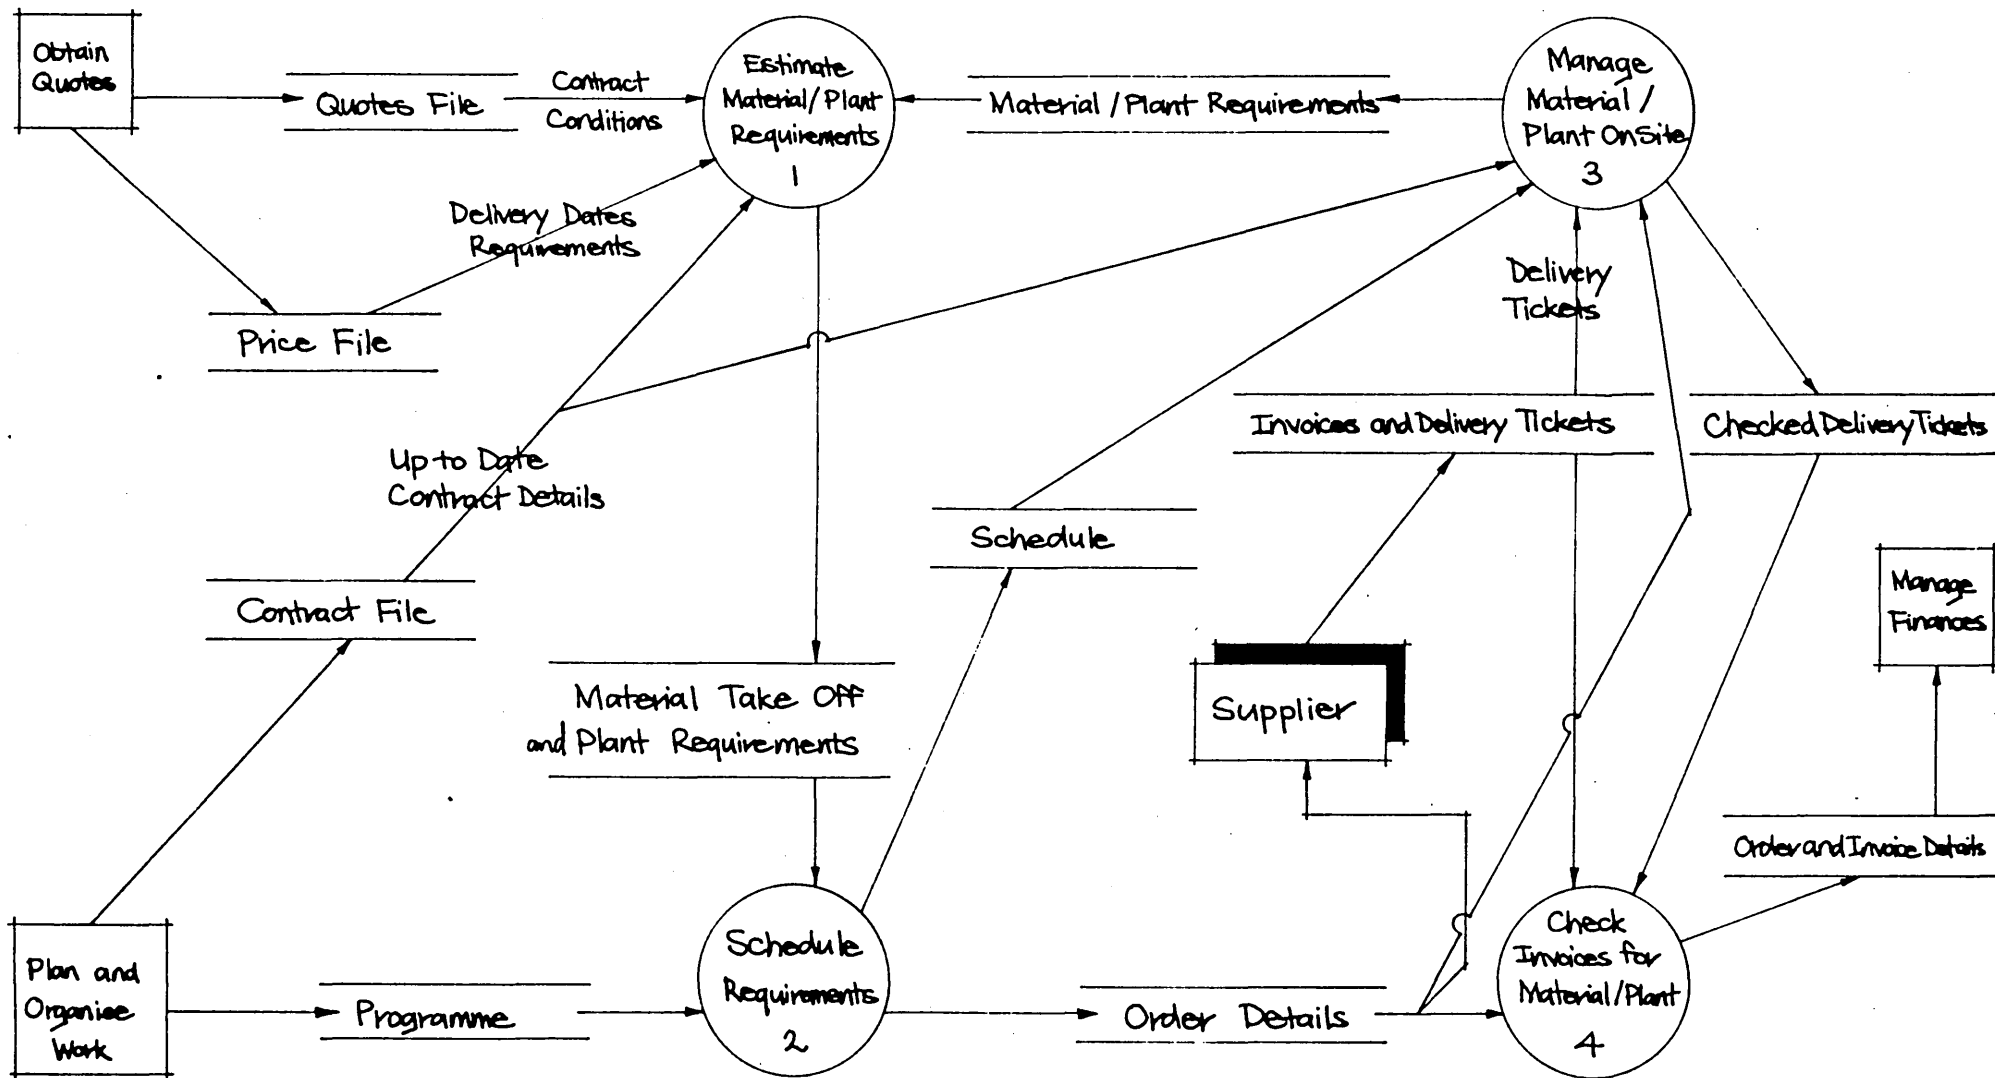 Obtain
Quotes
Quotes File
Contract
Conditions
Estimate
Material/Plant
Requirements
1
Material/Plant Requirements
Manage
Material/
Plant OnSite
3
Delivery Dates
Requirements
Price File
Delivery
Tickets
Invoices and Delivery Tickets
Checked Delivery Tickets
Up to Date
Contract Details
Schedule
Contract File
Manage
Finances
Material Take Off
and Plant Requirements
Supplier
Order and Invoice Details
Plan and
Organise
Work
Programme
Schedule
Requirements
2
Order Details
Check
Invoices for
Material/Plant
4